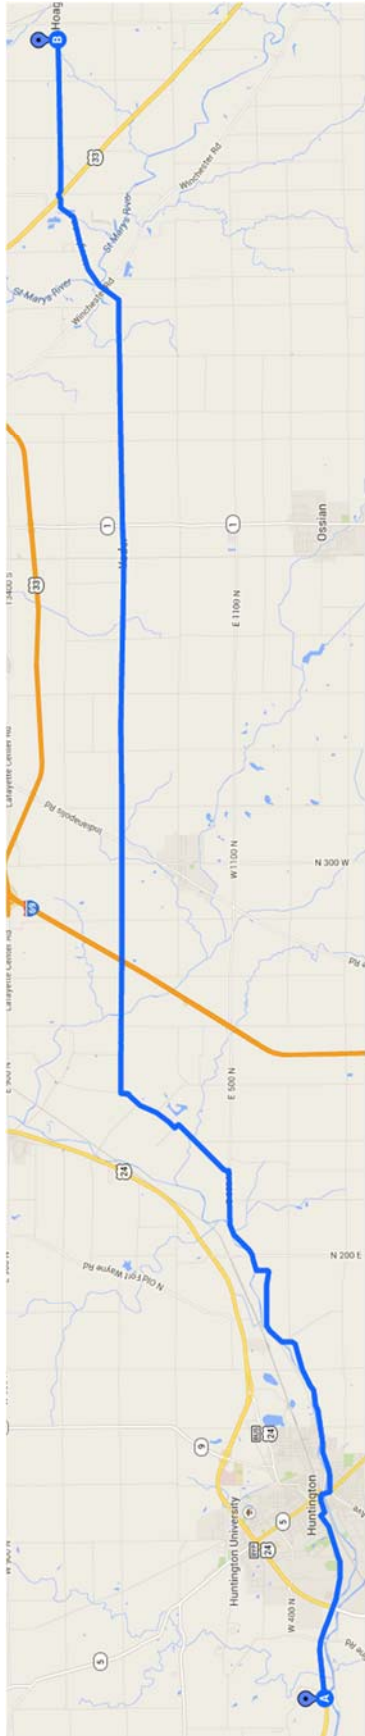 Hoag
B
33
Winchester Rd
St Marys River
St Marys River
Winchester Rd
1
1
Ossian
33
E 1100 N
Lafayette Center Rd
Indianapolis Rd
W 1100 N
N 300 W
Lafayette Center Rd
E 900 N
E 500 N
24
N 200 E
N Old Fort Wayne Rd
BUS
24
9
Huntington
Huntington University
5
24
W 400 N
5
A